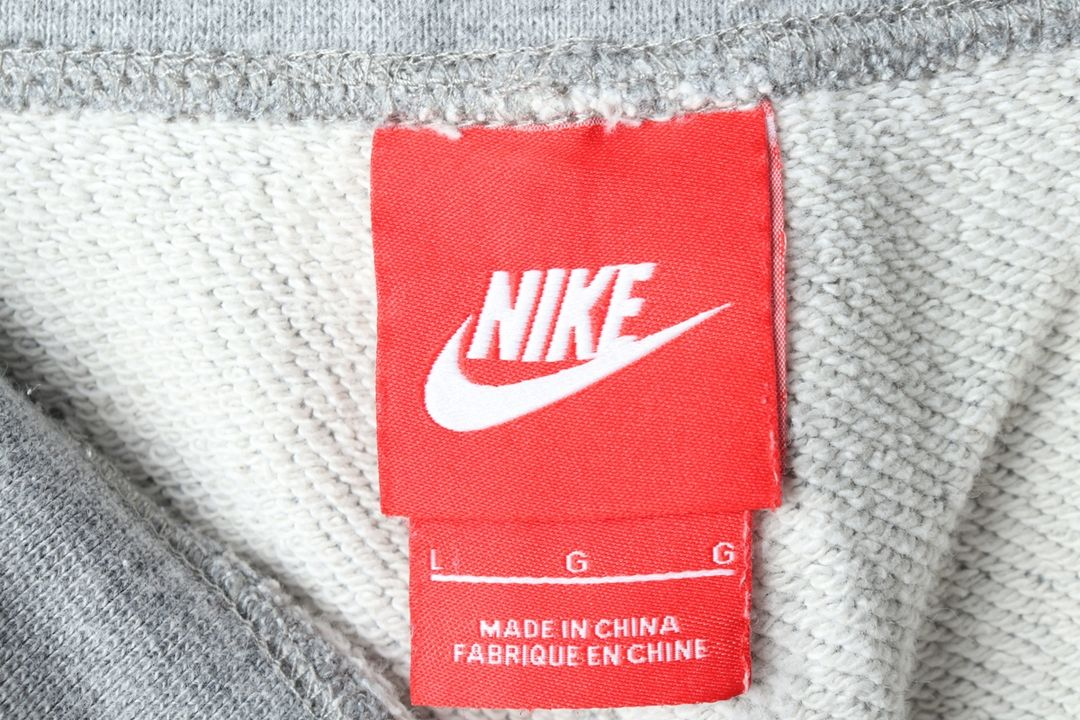 NIKE
L G G
MADE IN CHINA
FABRIQUE EN CHINE